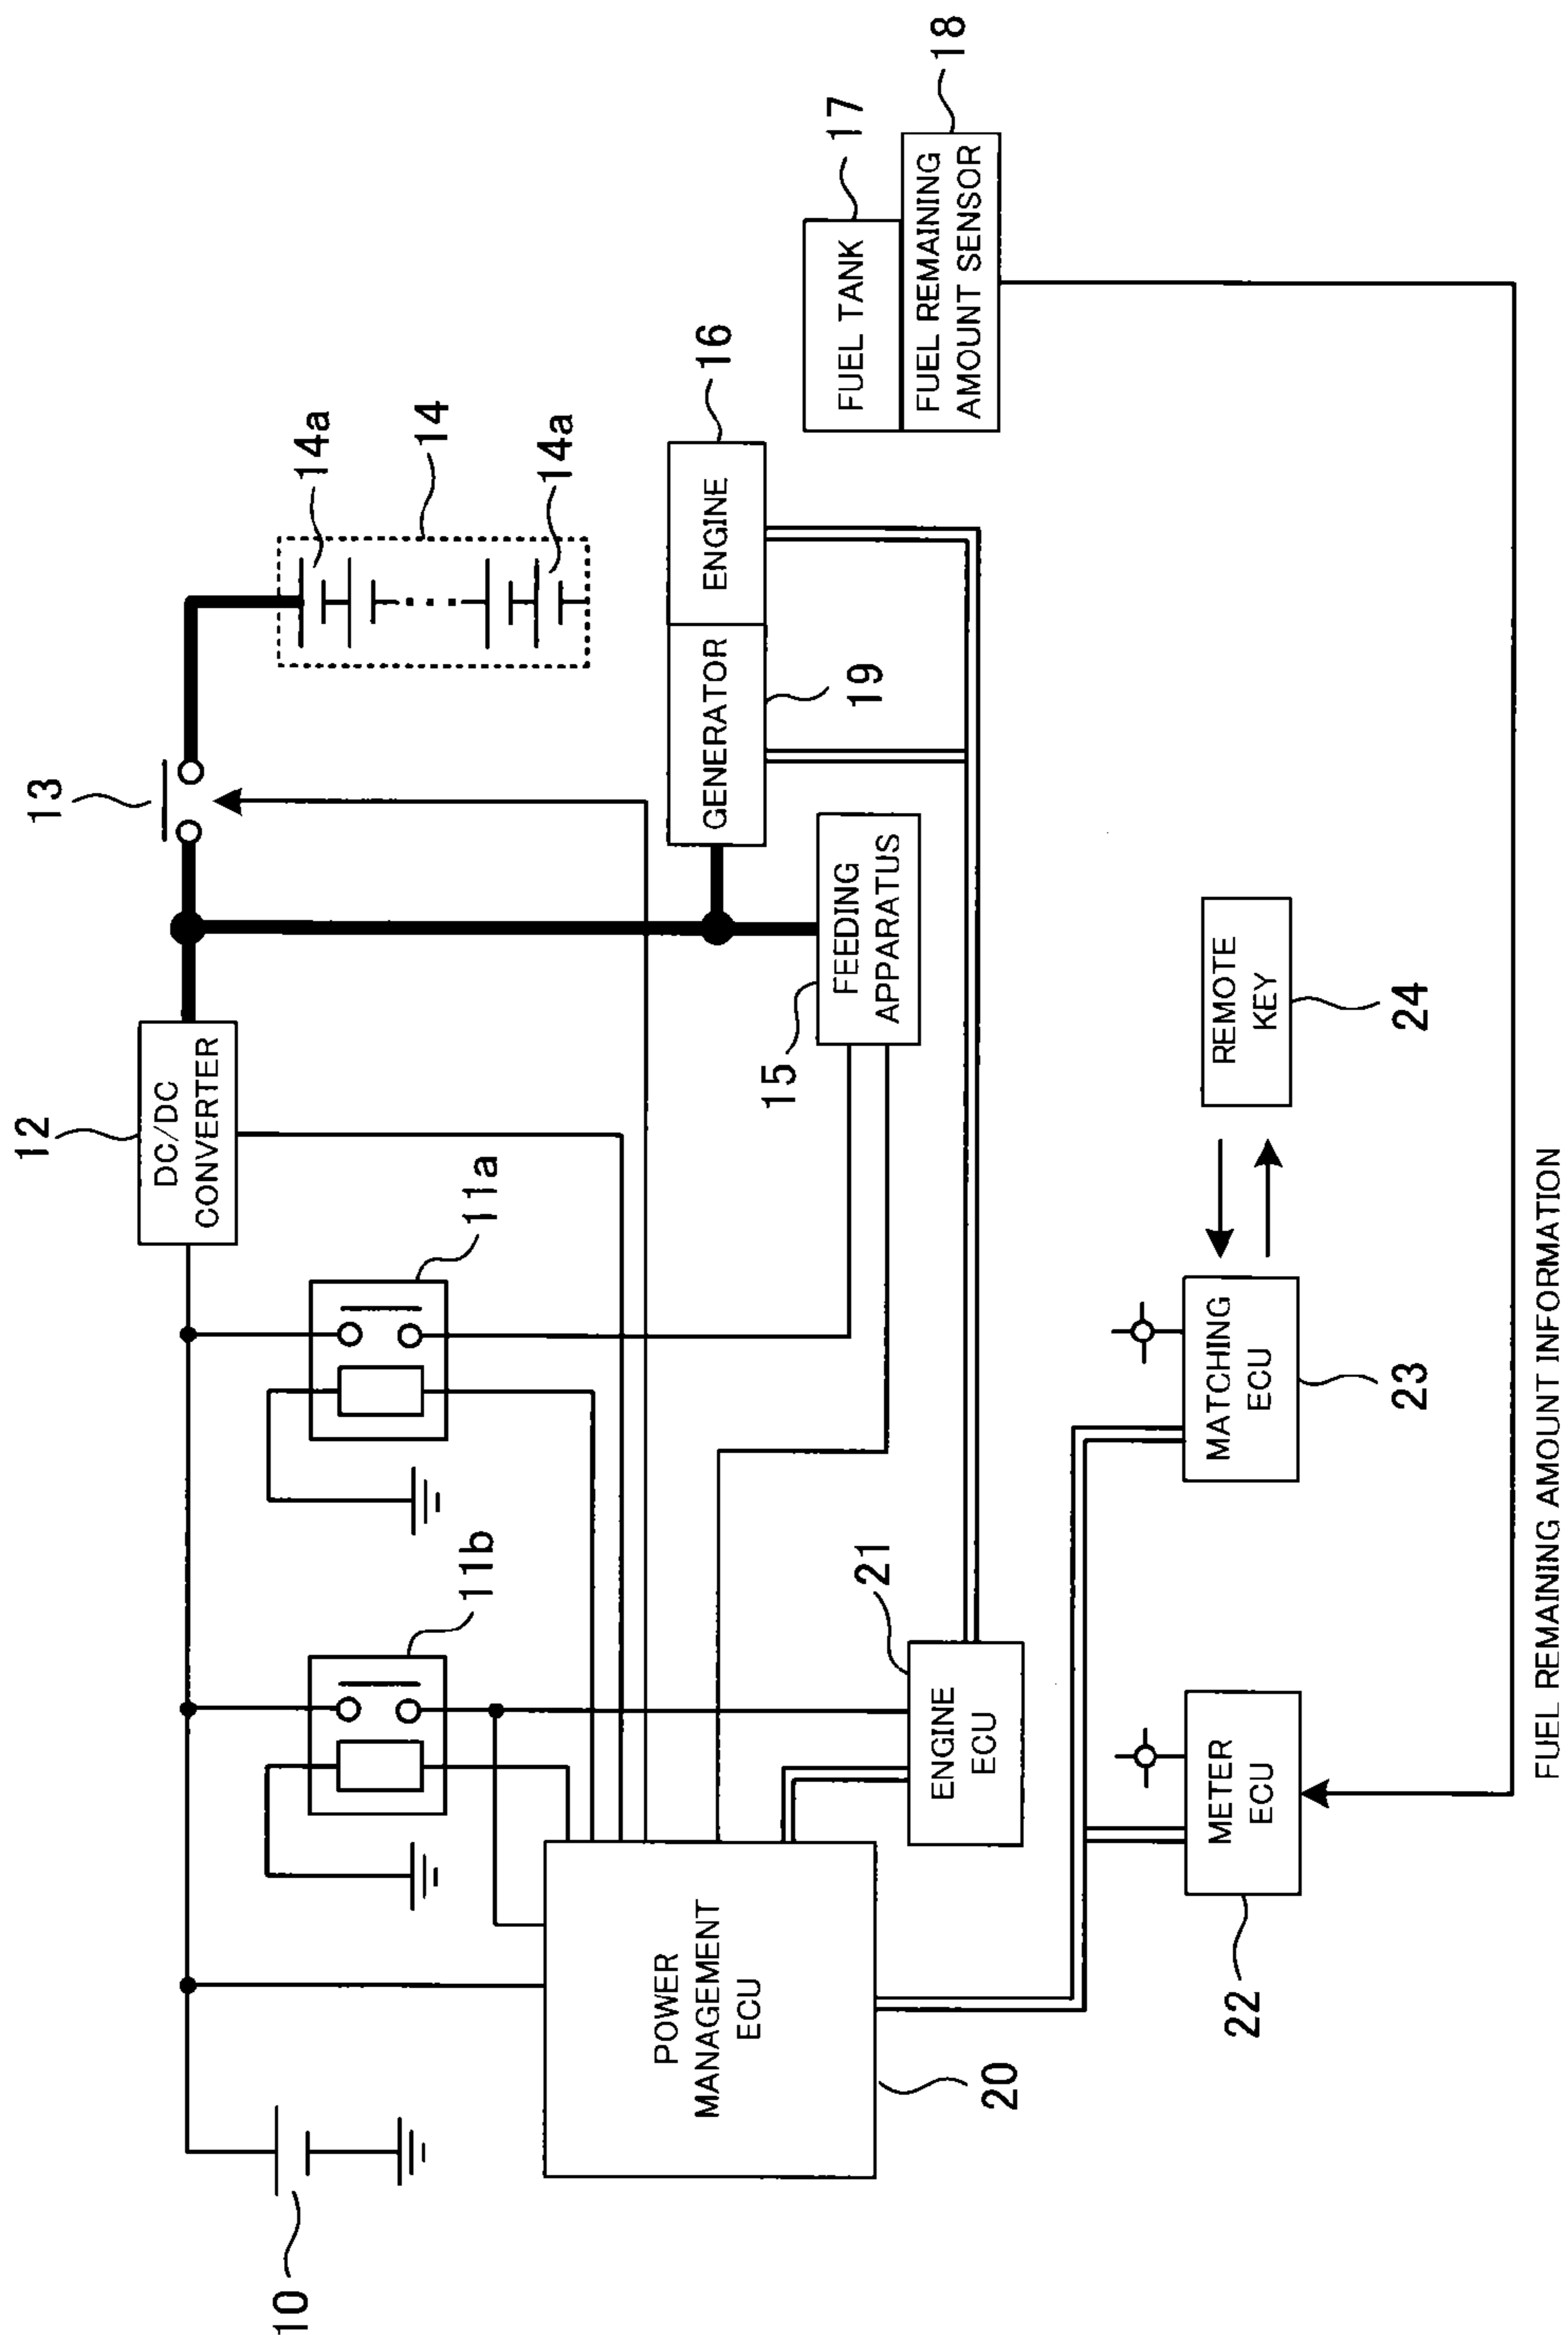 12
13
DC/DC
CONVERTER
14a
14
14a
11a
11b
16
10
GENERATOR
ENGINE
17
15
FEEDING
APPARATUS
19
FUEL TANK
18
FUEL REMAINING
AMOUNT SENSOR
POWER
MANAGEMENT
ECU
21
ENGINE
ECU
20
METER
ECU
MATCHING
ECU
REMOTE
KEY
22
23
24
FUEL REMAINING AMOUNT INFORMATION